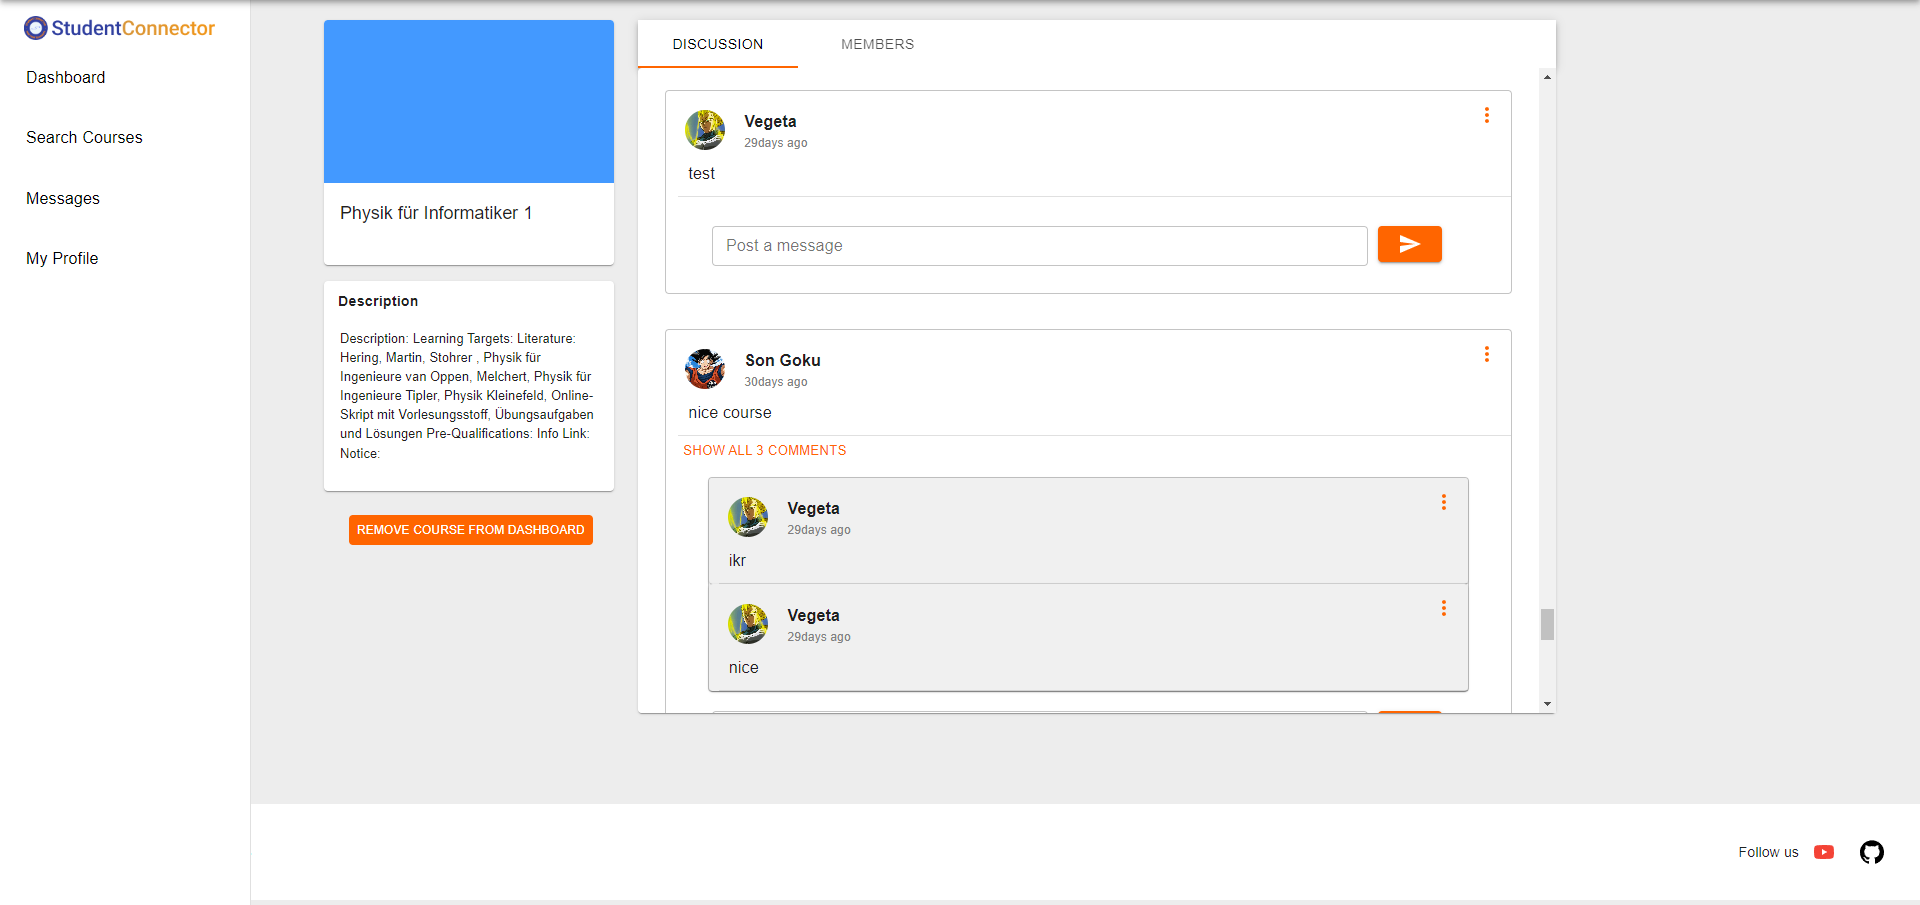 StudentConnector
Dashboard
Search Courses
Messages
My Profile
Physik für Informatiker 1
Description
Description: Learning Targets: Literature:
Hering, Martin, Stohrer , Physik für
Ingenieure van Oppen, Melchert, Physik für
Ingenieure Tipler, Physik Kleinefeld, Online-
Skript mit Vorlesungsstoff, Übungsaufgaben
und Lösungen Pre-Qualifications: Info Link:
Notice:
REMOVE COURSE FROM DASHBOARD
DISCUSSION
MEMBERS
Vegeta
29days ago
test
Post a message
Son Goku
30days ago
nice course
SHOW ALL 3 COMMENTS
Vegeta
29days ago
ikr
Vegeta
29days ago
nice
Follow us